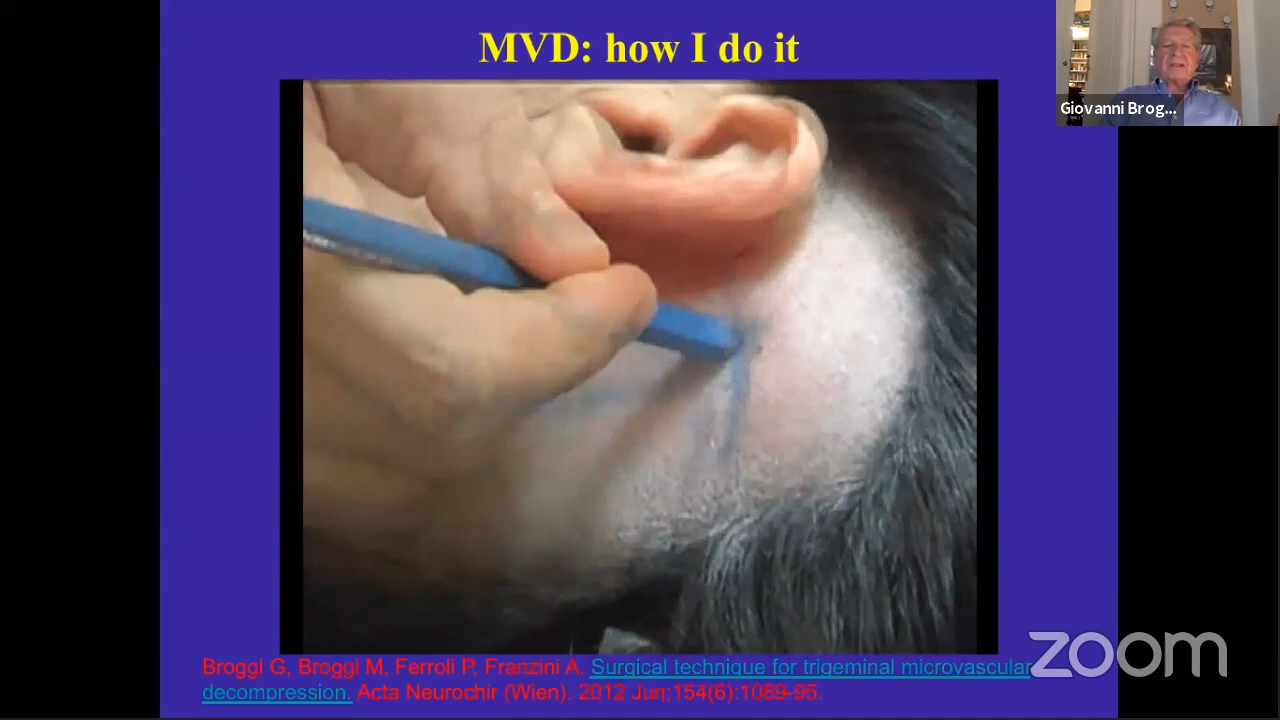 MVD: how I do it
Giovanni Brog...
zoom
BroggI G, BroggI M, Ferroli P, Franzini A. Surgical technique for trigeminal microvascular
decompression. Acta Neurochir (Wien). 2012 Jun;154(6):1089-95.